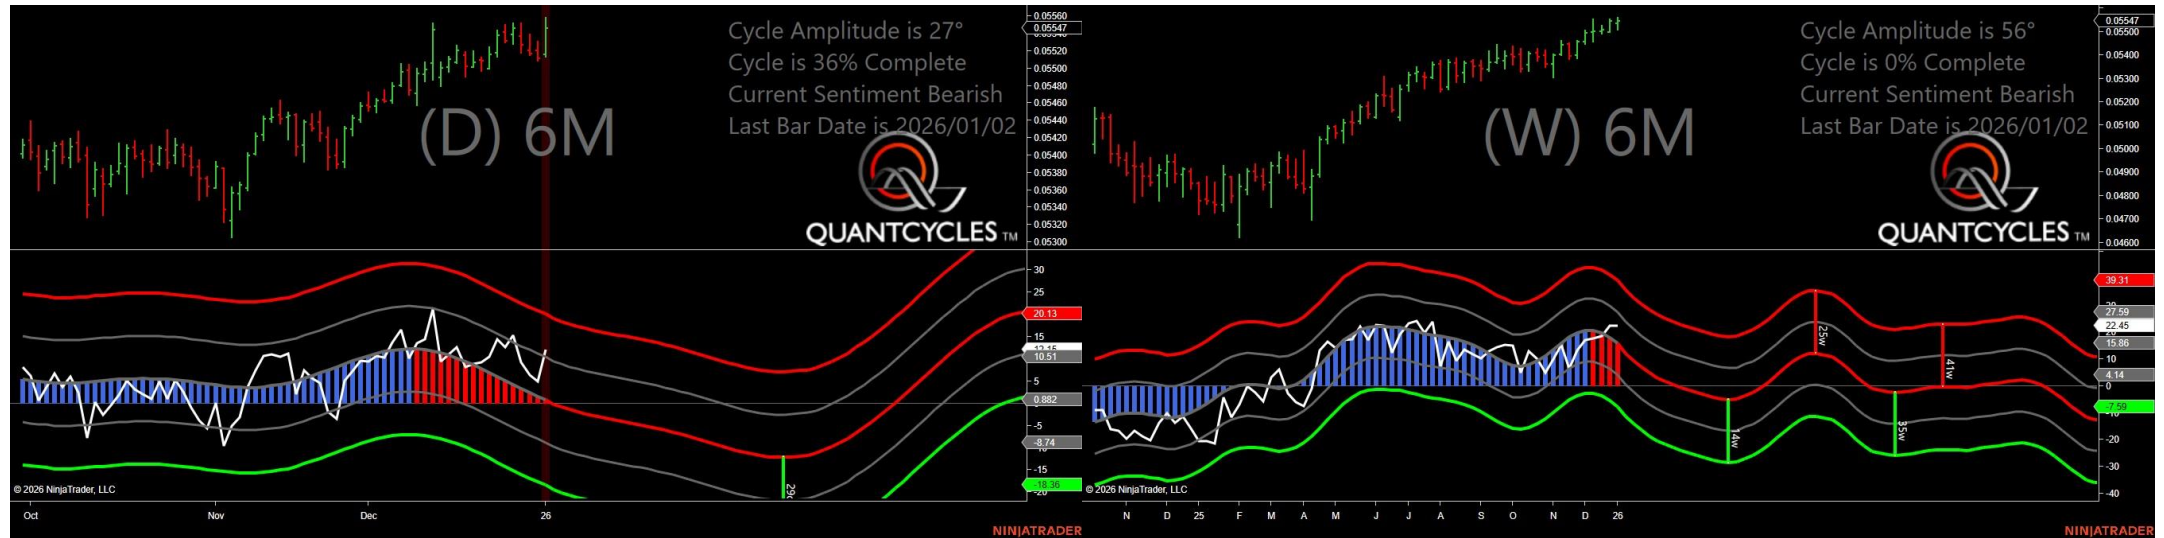 Cycle Amplitude is 27°
Cycle is 36% Complete
Current Sentiment Bearish
Last Bar Date is 2026/01/02
(D) 6M
QUANTCYCLES TM
0.05560
0.05547
0.05520
0.05500
0.05480
0.05460
0.05440
0.05420
0.05400
0.05380
0.05360
0.05340
0.05320
0.05300
30
25
20.13
15
10.51
5
0.882
-5
-8.74
-15
-18.36
29d
© 2026 NinjaTrader, LLC
Oct Nov Dec 26
NINJATRADER
Cycle Amplitude is 56°
Cycle is 0% Complete
Current Sentiment Bearish
Last Bar Date is 2026/01/02
(W) 6M
QUANTCYCLES TM
0.05547
0.05500
0.05400
0.05300
0.05200
0.05100
0.05000
0.04900
0.04800
0.04700
0.04600
39.31
27.59
22.45
15.86
10
4.14
0
-7.59
-20
-30
-40
14w
25w
35w
41w
© 2026 NinjaTrader, LLC
N D 25 F M A M J J A S O N D 26
NINJATRADER